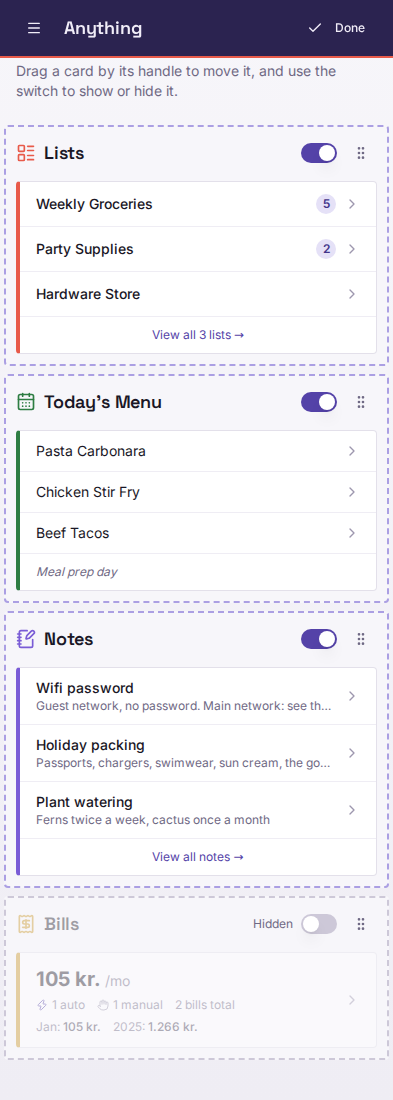 Anything
Done
Drag a card by its handle to move it, and use the
switch to show or hide it.
Lists
Weekly Groceries 5
Party Supplies 2
Hardware Store
View all 3 lists →
Today's Menu
Pasta Carbonara
Chicken Stir Fry
Beef Tacos
Meal prep day
Notes
Wifi password
Guest network, no password. Main network: see th...
Holiday packing
Passports, chargers, swimwear, sun cream, the go...
Plant watering
Ferns twice a week, cactus once a month
View all notes →
Bills Hidden
105 kr. /mo
1 auto 1 manual 2 bills total
Jan: 105 kr. 2025: 1.266 kr.